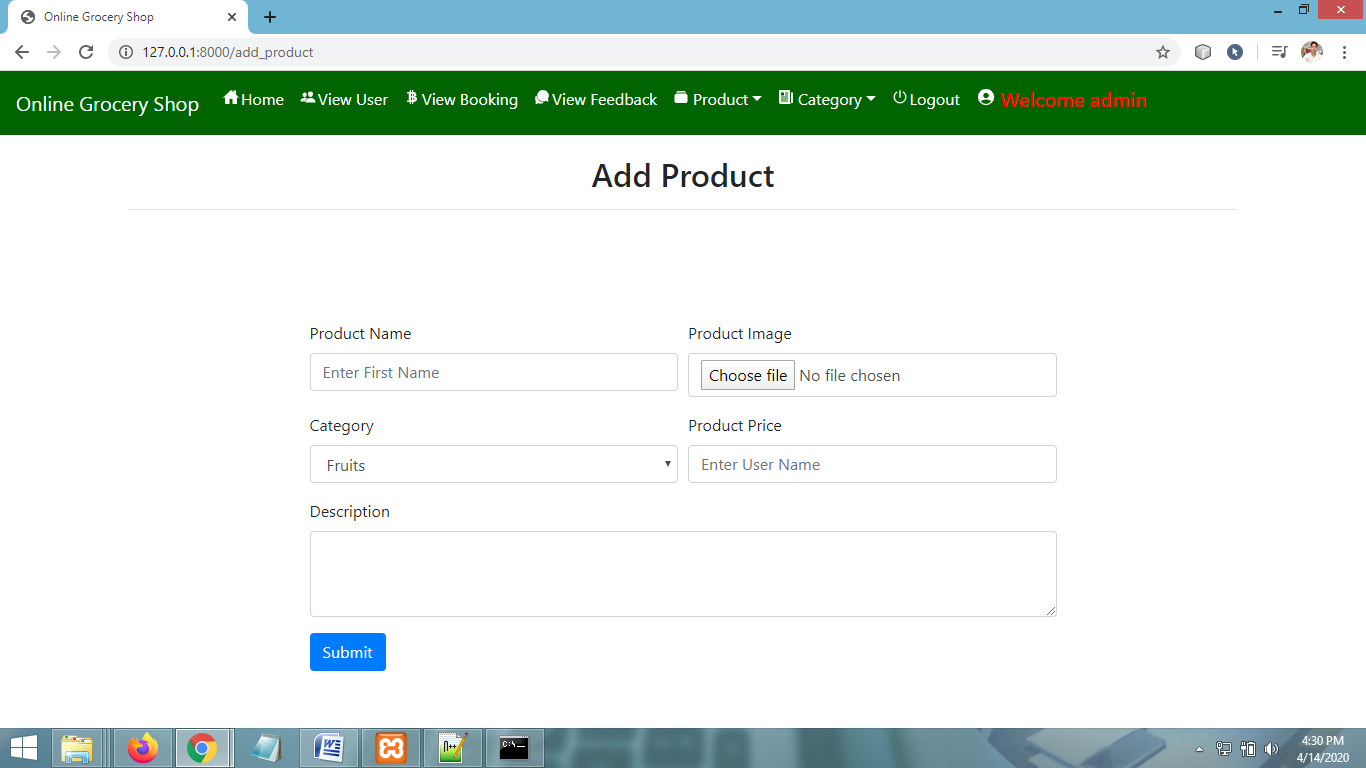 Online Grocery Shop
127.0.0.1:8000/add_product
Online Grocery Shop Home View User View Booking View Feedback Product Category Logout Welcome admin
Add Product
Product Name Product Image
Enter First Name Choose file No file chosen
Category Product Price
Fruits Enter User Name
Description
Submit
4:30 PM
4/14/2020